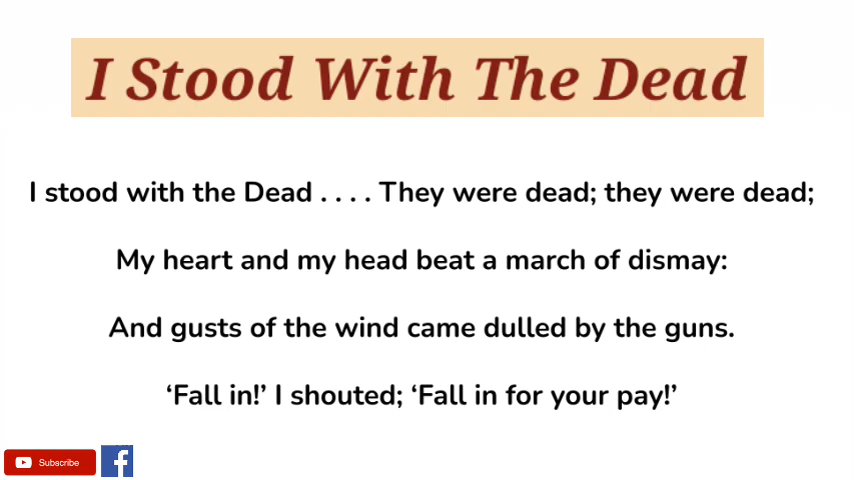 I Stood With The Dead
I stood with the Dead . . . . They were dead; they were dead;
My heart and my head beat a march of dismay:
And gusts of the wind came dulled by the guns.
‘Fall in!’ I shouted; ‘Fall in for your pay!’
Subscribe